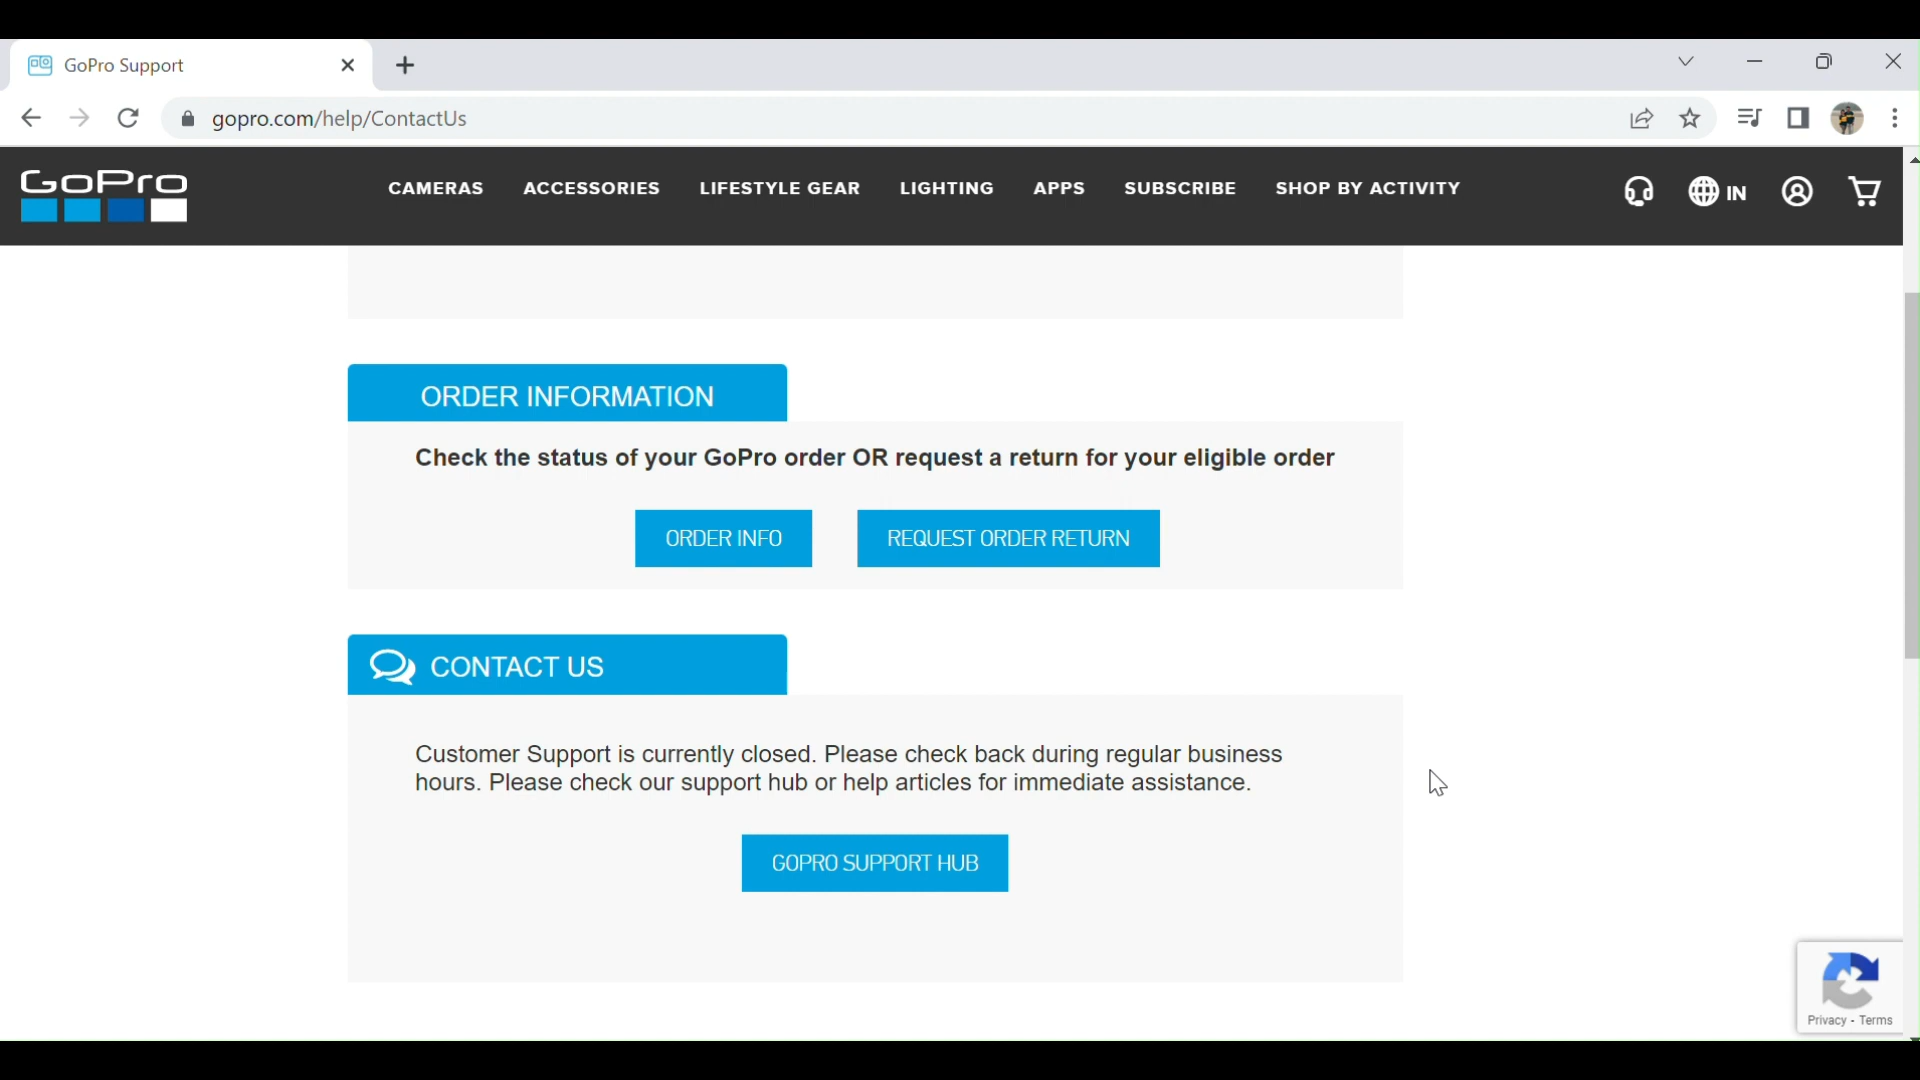 GoPro Support
gopro.com/help/ContactUs
GoPro
CAMERAS ACCESSORIES LIFESTYLE GEAR LIGHTING APPS SUBSCRIBE SHOP BY ACTIVITY IN
ORDER INFORMATION
Check the status of your GoPro order OR request a return for your eligible order
ORDER INFO REQUEST ORDER RETURN
CONTACT US
Customer Support is currently closed. Please check back during regular business
hours. Please check our support hub or help articles for immediate assistance.
GOPRO SUPPORT HUB
Privacy - Terms